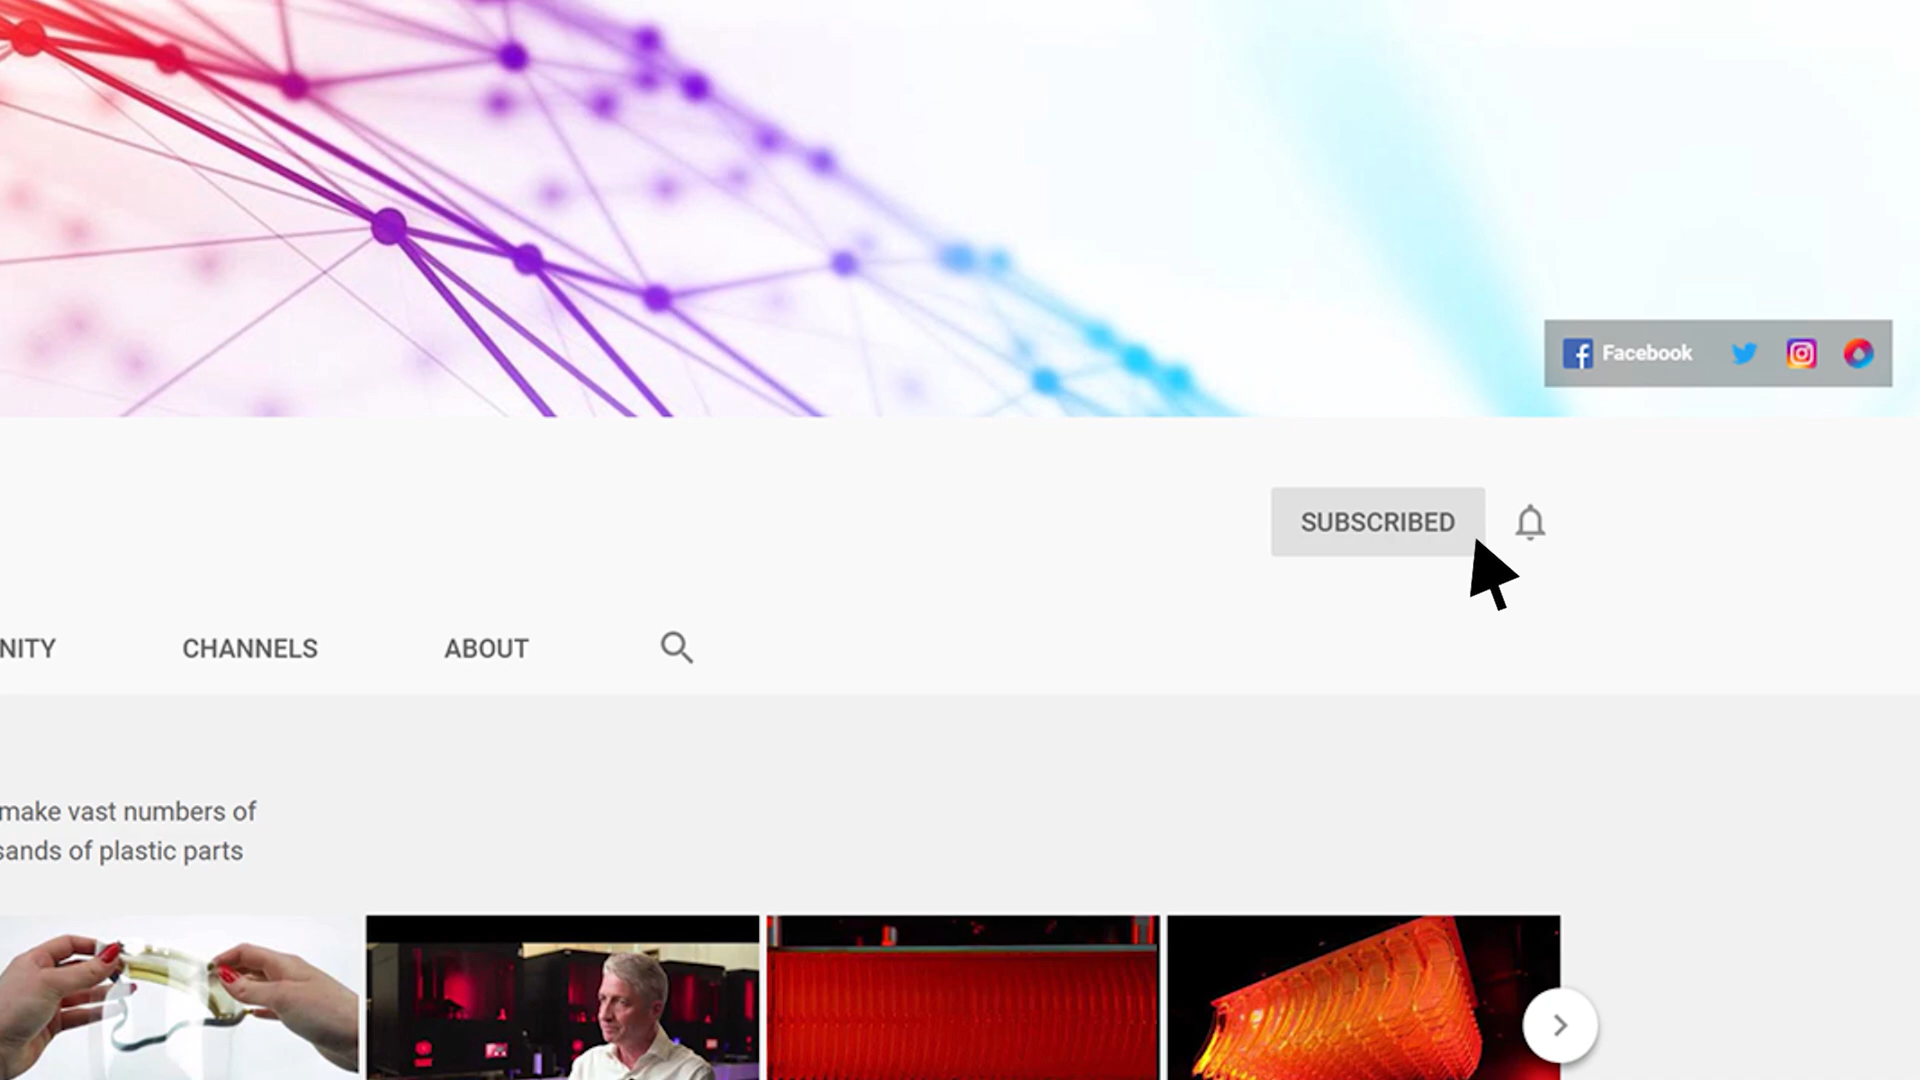 Facebook
SUBSCRIBED
NITY
CHANNELS
ABOUT
make vast numbers of
sands of plastic parts